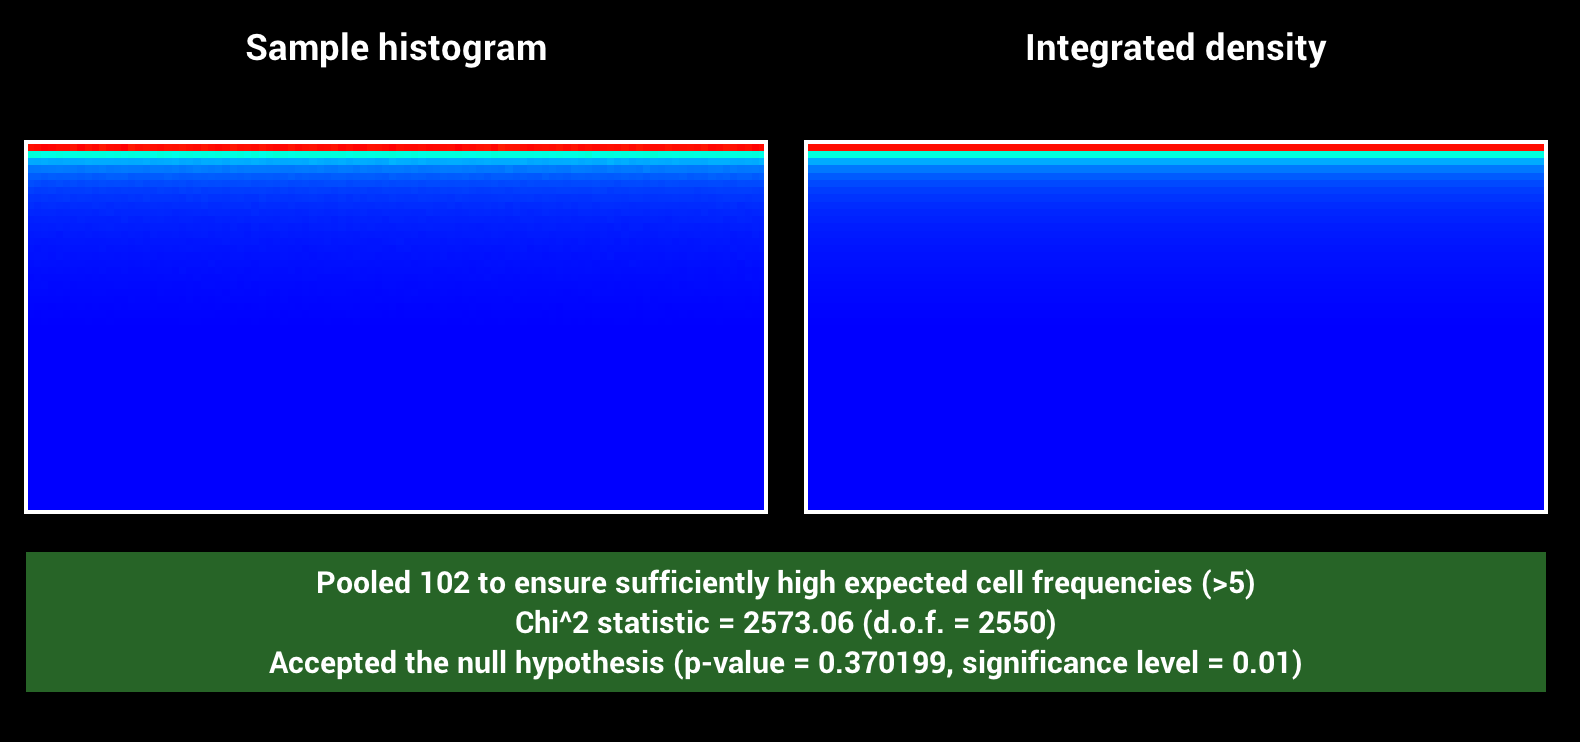 Sample histogram
Integrated density
Pooled 102 to ensure sufficiently high expected cell frequencies (>5)
Chi^2 statistic = 2573.06 (d.o.f. = 2550)
Accepted the null hypothesis (p-value = 0.370199, significance level = 0.01)